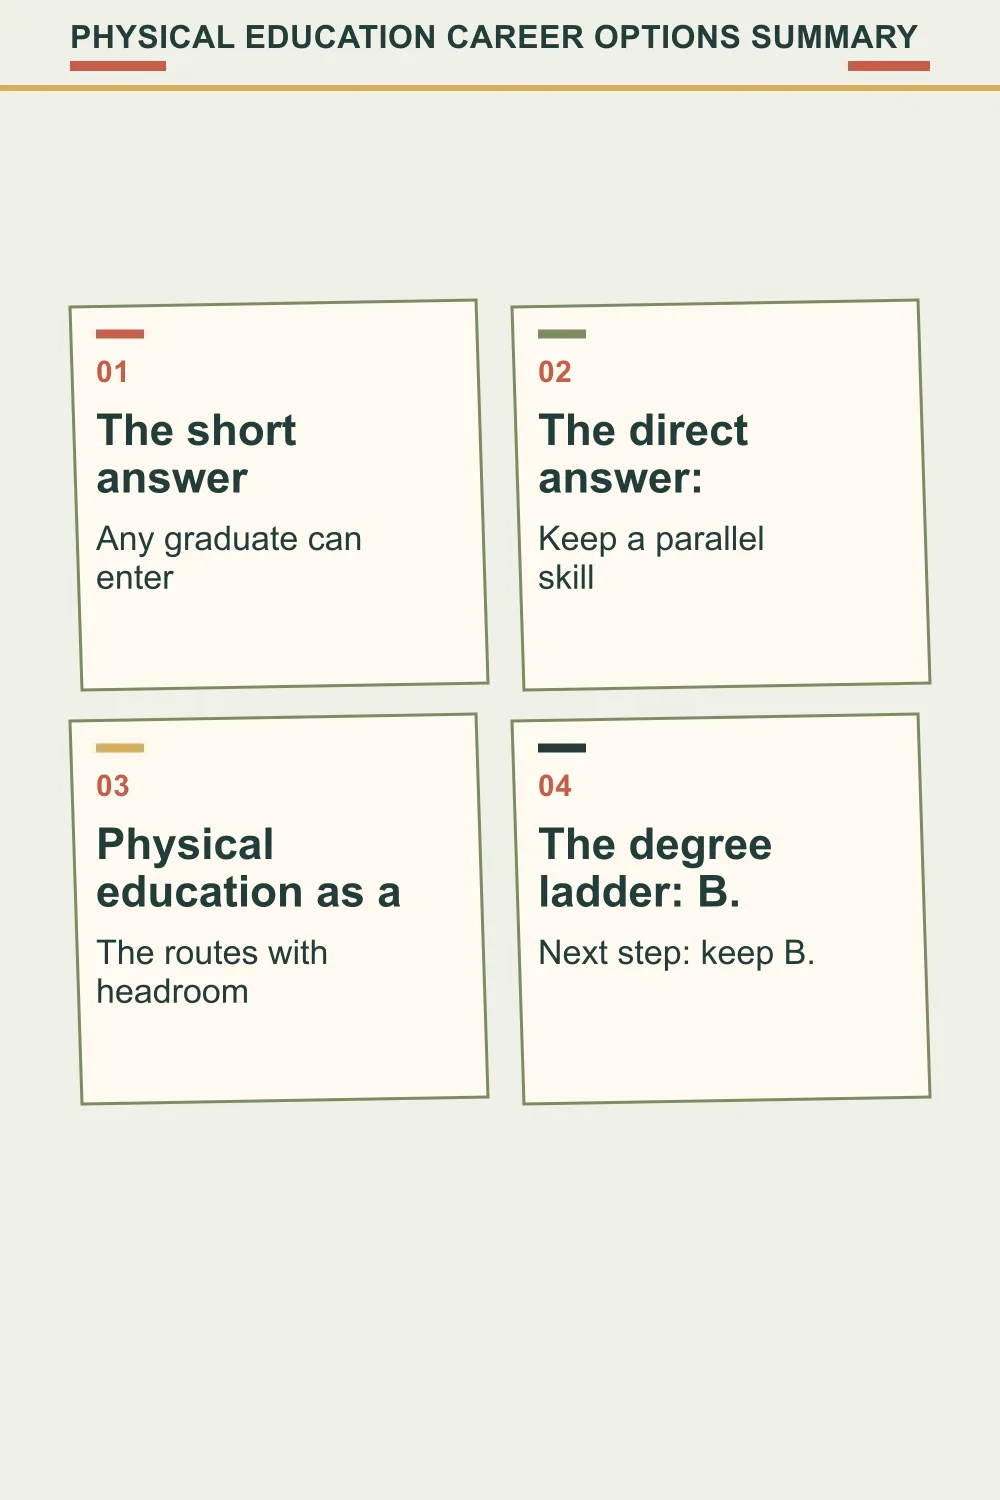 PHYSICAL EDUCATION CAREER OPTIONS SUMMARY
01
The short
answer
Any graduate can
enter
02
The direct
answer:
Keep a parallel
skill
03
Physical
education as a
The routes with
headroom
04
The degree
ladder: B.
Next step: keep B.